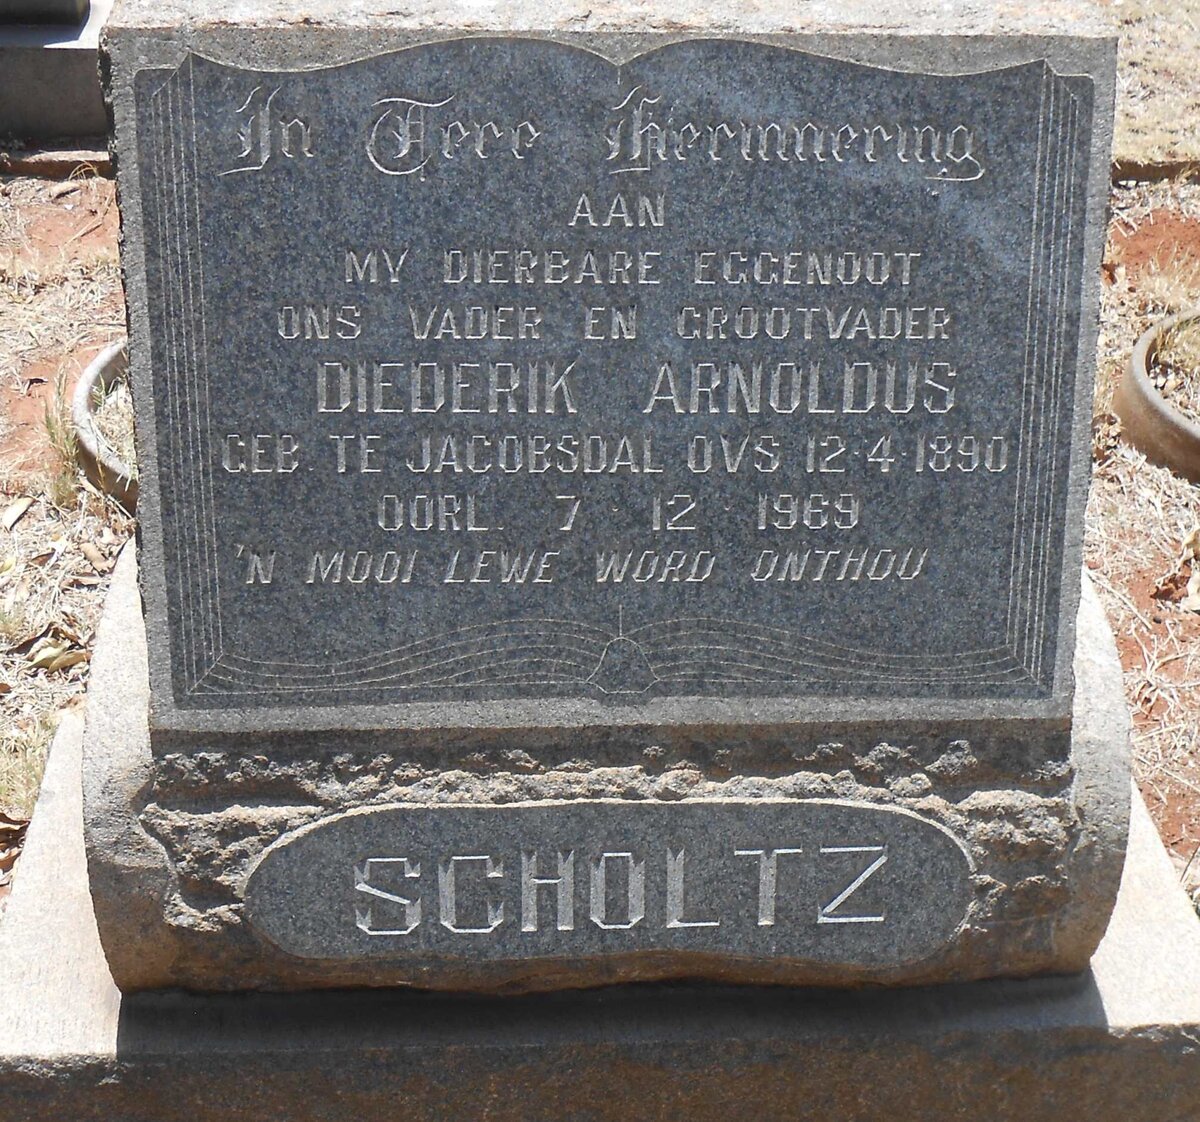 In Tere Herinnering
AAN
MY DIERBARE EGGENOOT
ONS VADER EN GROOTVADER
DIEDERIK ARNOLDUS
GEB. TE JACOBSDAL OVS 12·4·1890
OORL. 7 · 12 · 1969
'N MOOI LEWE WORD ONTHOU
SCHOLTZ